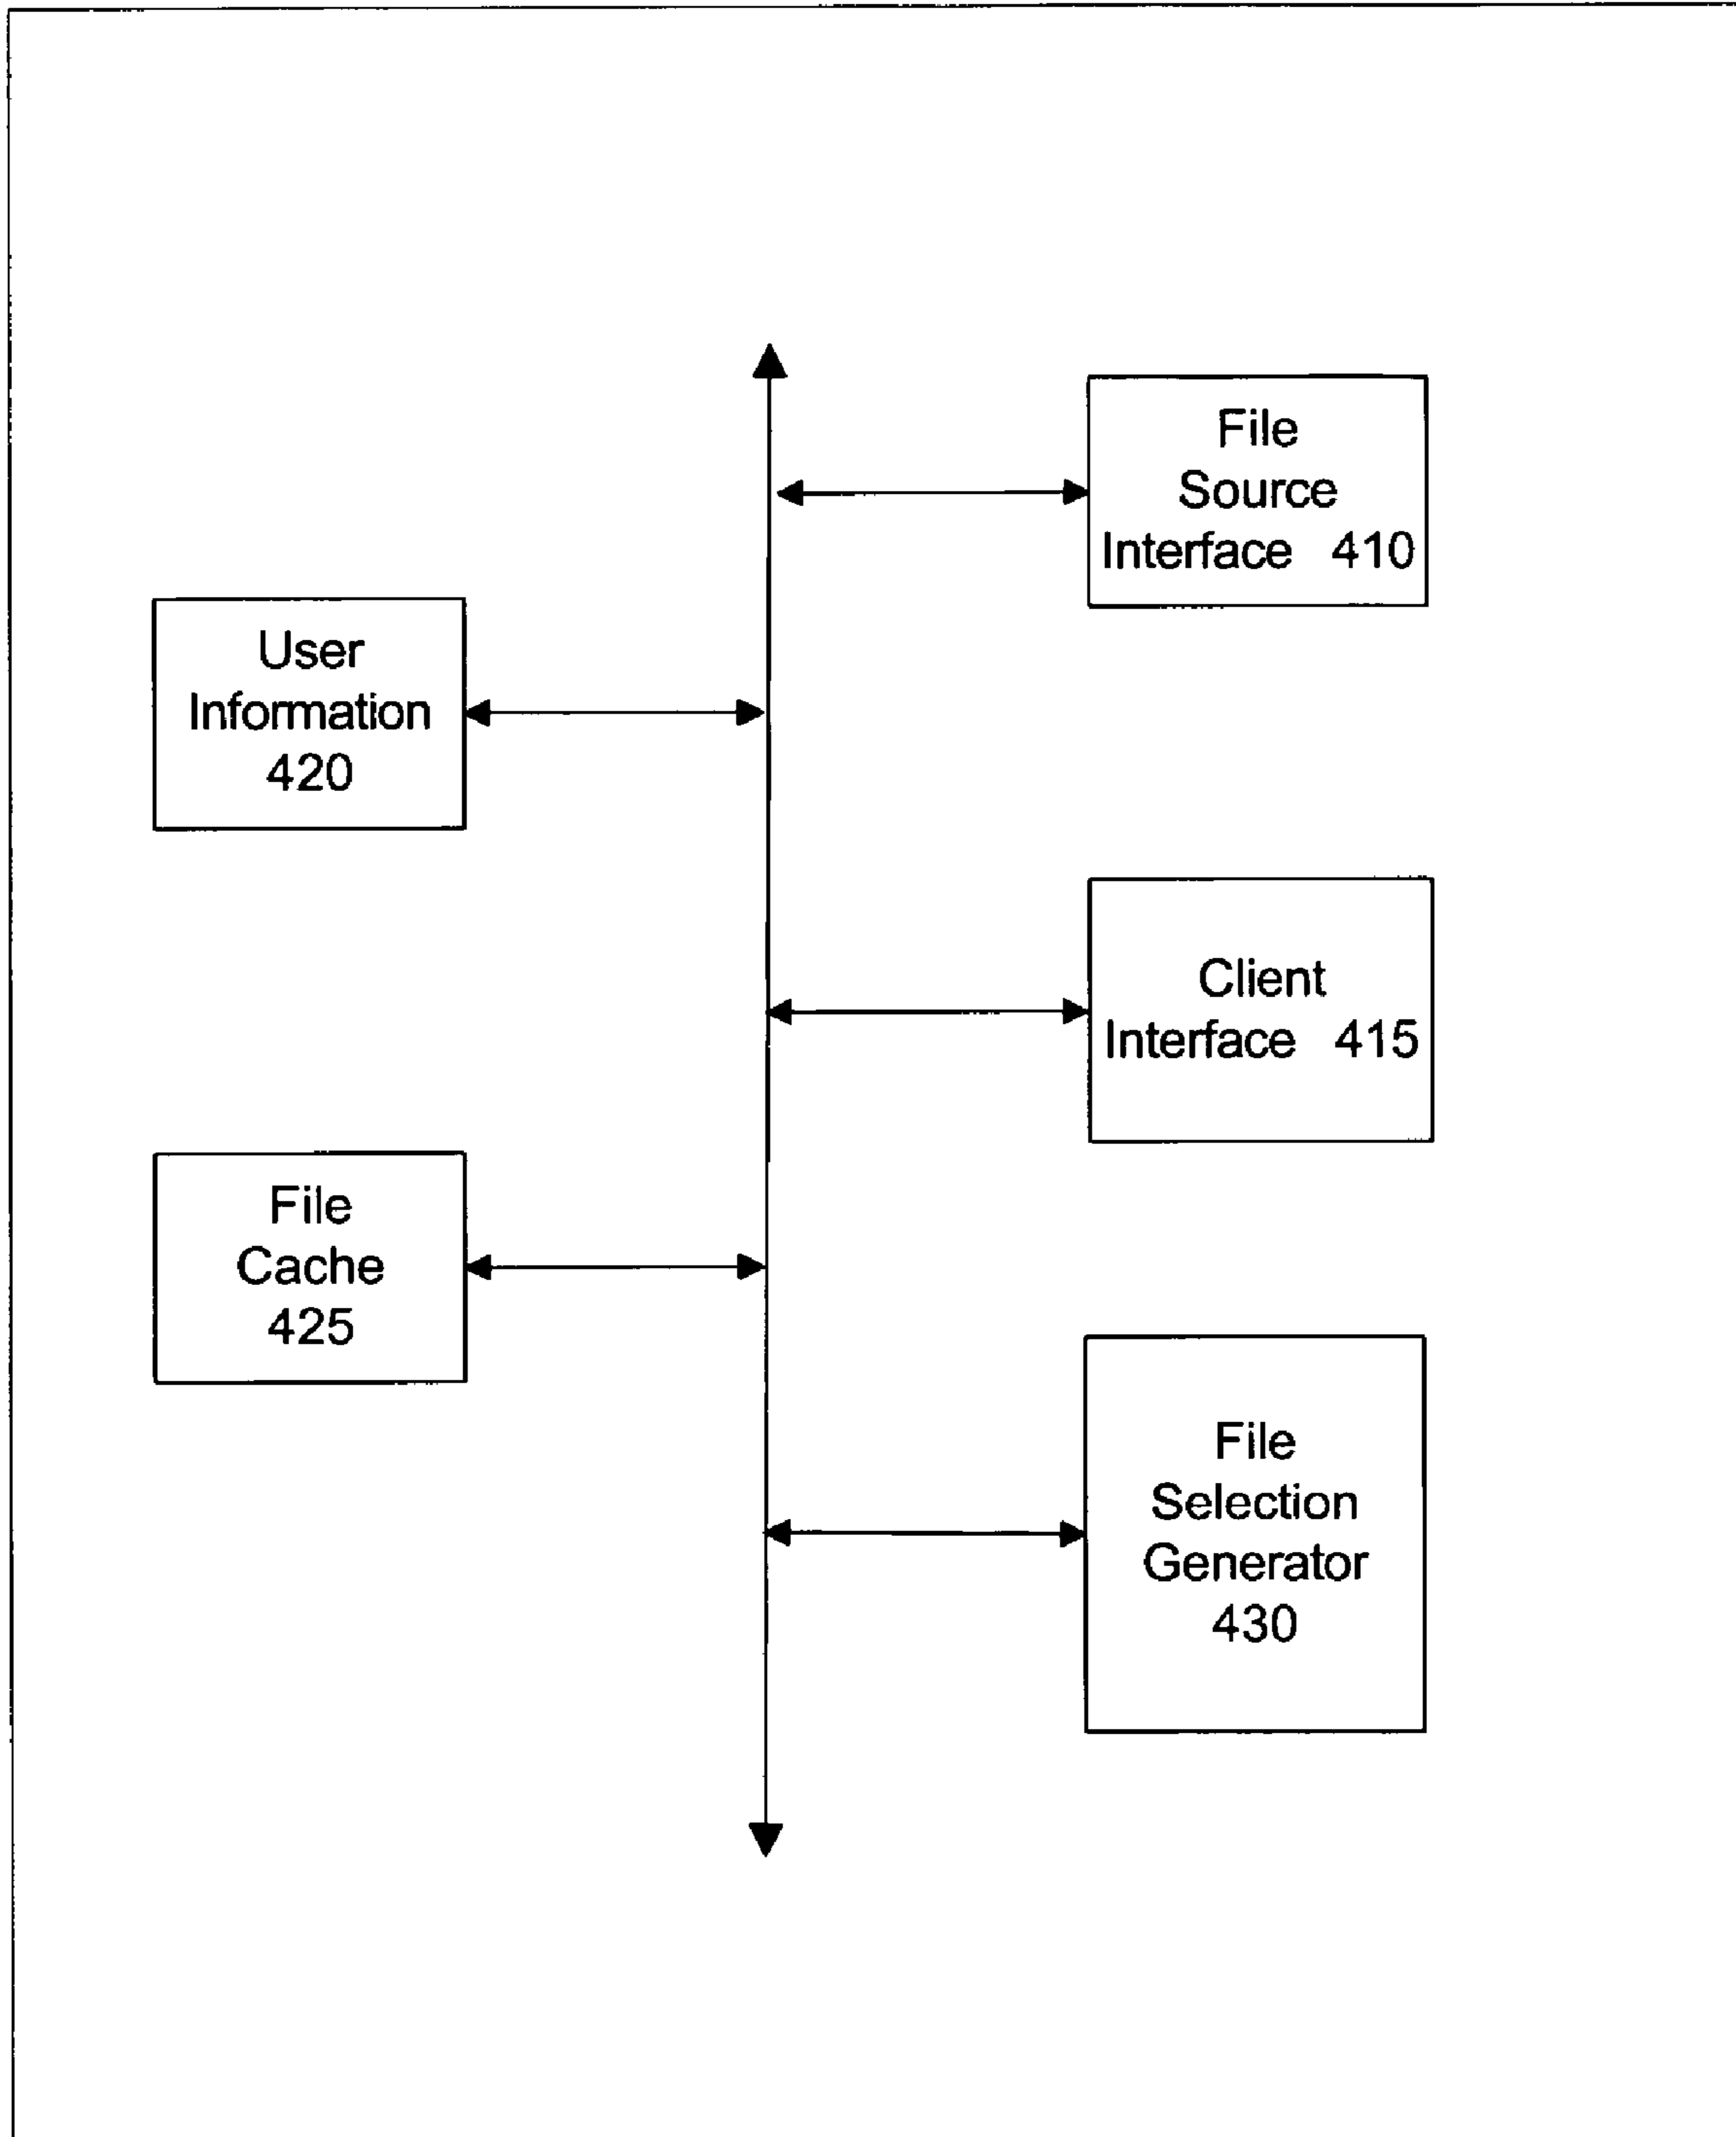 File
Source
Interface 410
User
Information
420
Client
Interface 415
File
Cache
425
File
Selection
Generator
430